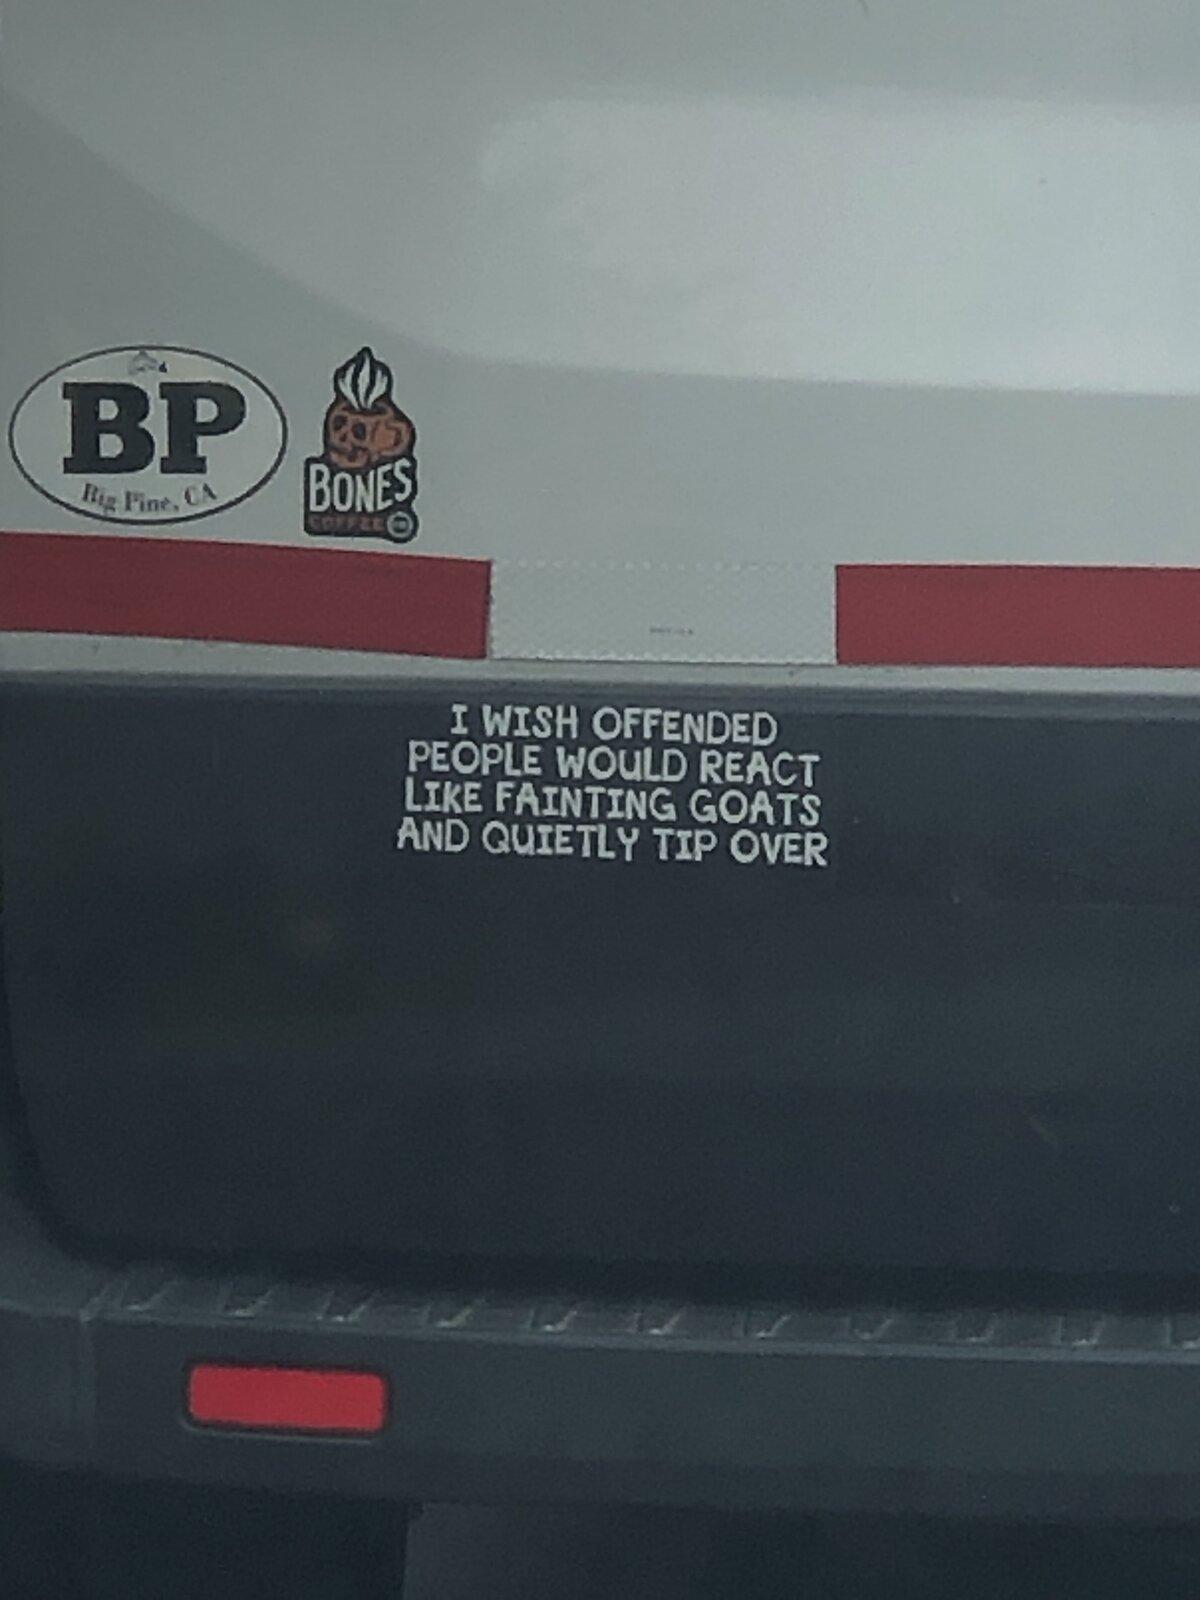 BP
Big Pine, CA
BONES
COFFEE
I WISH OFFENDED
PEOPLE WOULD REACT
LIKE FAINTING GOATS
AND QUIETLY TIP OVER